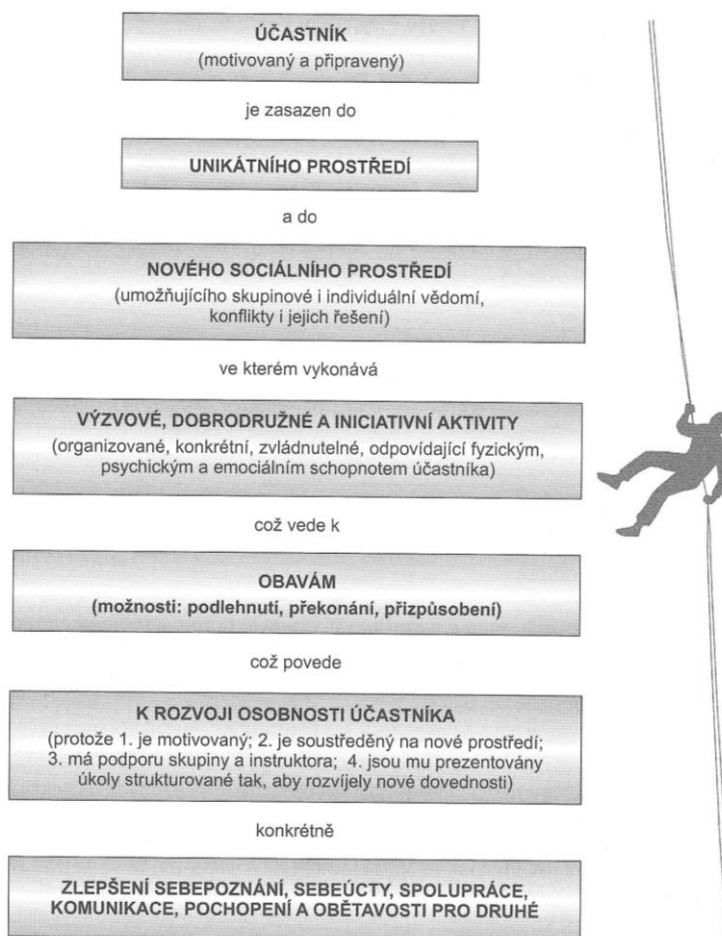 ÚČASTNÍK
(motivovaný a připravený)
je zasazen do
UNIKÁTNÍHO PROSTŘEDÍ
a do
NOVÉHO SOCIÁLNÍHO PROSTŘEDÍ
(umožňujícího skupinové i individuální vědomí,
konflikty i jejich řešení)
ve kterém vykonává
VÝZVOVÉ, DOBRODRUŽNÉ A INICIATIVNÍ AKTIVITY
(organizované, konkrétní, zvládnutelné, odpovídající fyzickým,
psychickým a emociálním schopnotem účastníka)
což vede k
OBAVÁM
(možnosti: podlehnutí, překonání, přizpůsobení)
což povede
K ROZVOJI OSOBNOSTI ÚČASTNÍKA
(protože 1. je motivovaný; 2. je soustředěný na nové prostředí;
3. má podporu skupiny a instruktora; 4. jsou mu prezentovány
úkoly strukturované tak, aby rozvíjely nové dovednosti)
konkrétně
ZLEPŠENÍ SEBEPOZNÁNÍ, SEBEÚCTY, SPOLUPRÁCE,
KOMUNIKACE, POCHOPENÍ A OBĚTAVOSTI PRO DRUHÉ